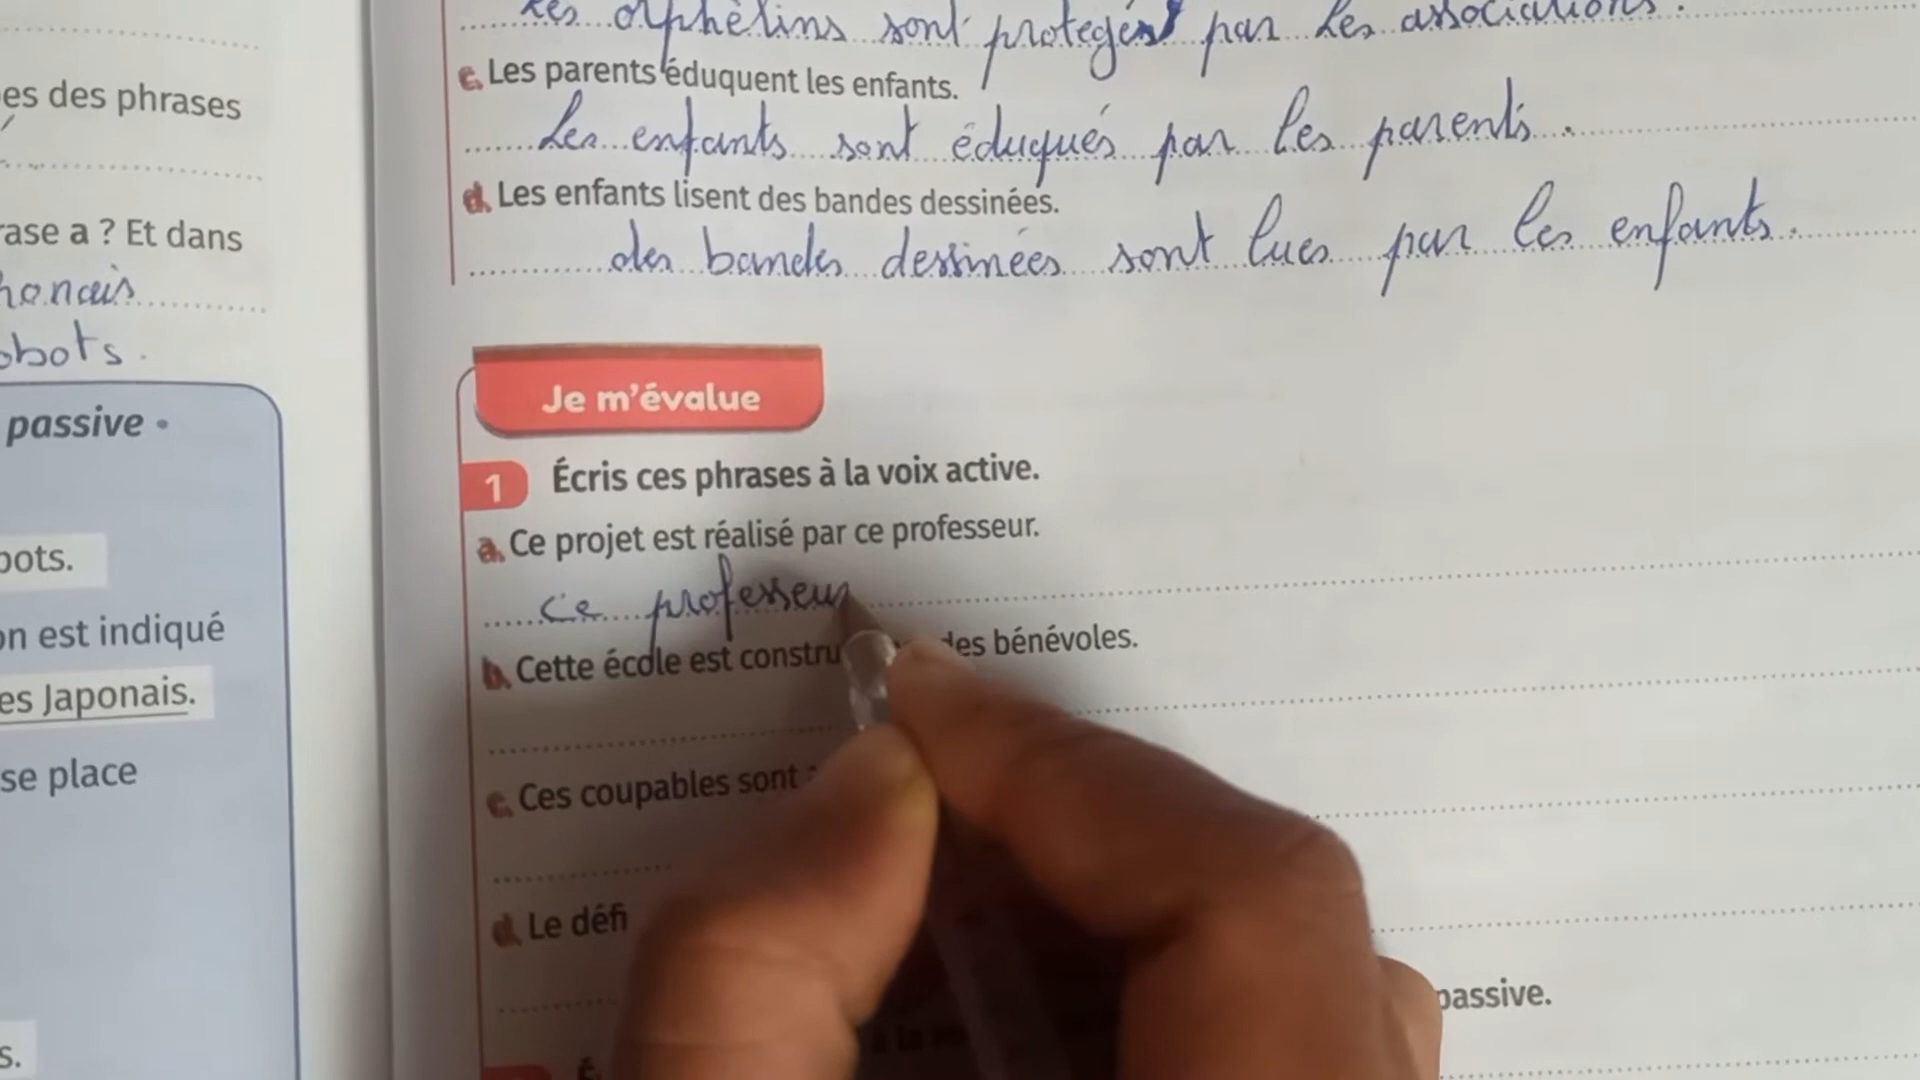 es des phrases
rase a ? Et dans
obots.
passive •
bots.
on est indiqué
es Japonais.
se place
s.
Les orphelins sont protégés par les associations.
c. Les parents éduquent les enfants.
Les enfants sont éduqués par les parents.
d. Les enfants lisent des bandes dessinées.
des bandes dessinées sont lues par les enfants.
Je m'évalue
1 Écris ces phrases à la voix active.
a. Ce projet est réalisé par ce professeur.
Ce professeur
b. Cette école est constru des bénévoles.
c. Ces coupables sont
d. Le défi
passive.
É